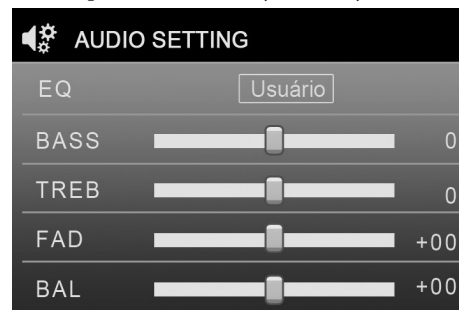 AUDIO SETTING
EQ Usuário
BASS 0
TREB 0
FAD +00
BAL +00